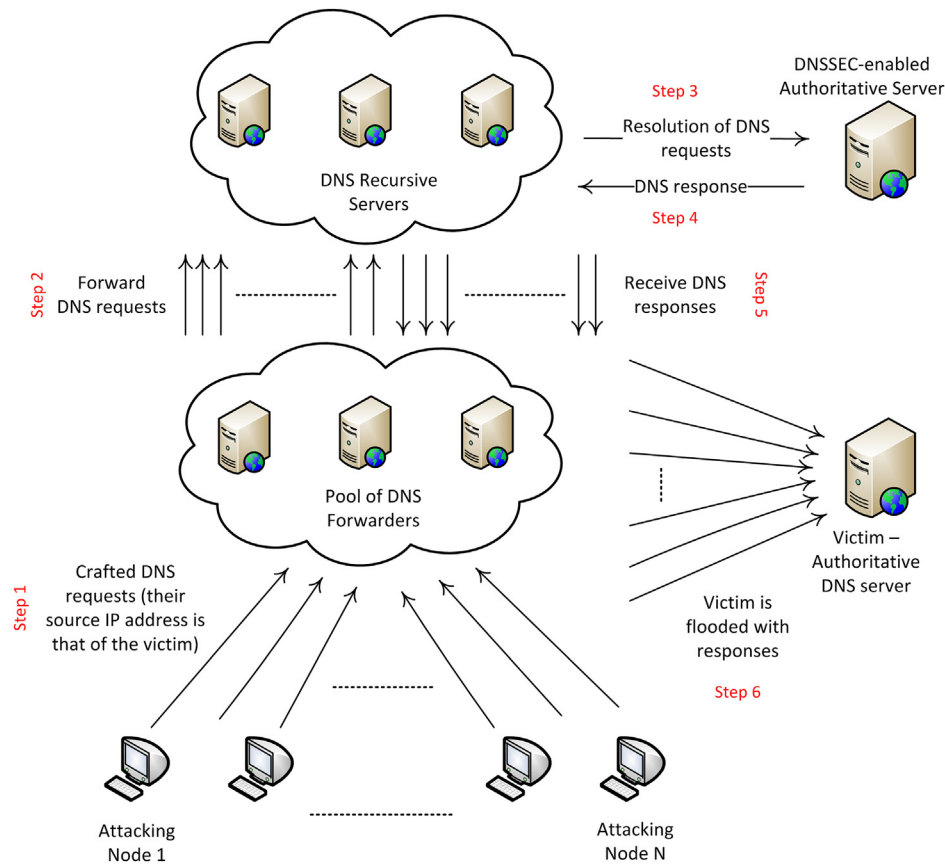 DNSSEC-enabled
Authoritative Server
Step 3
Resolution of DNS
requests
DNS response
Step 4
DNS Recursive
Servers
Step 2
Forward
DNS requests
Receive DNS
responses
Step 5
Pool of DNS
Forwarders
Victim –
Authoritative
DNS server
Step 1
Crafted DNS
requests (their
source IP address is
that of the victim)
Victim is
flooded with
responses
Step 6
Attacking
Node 1
Attacking
Node N